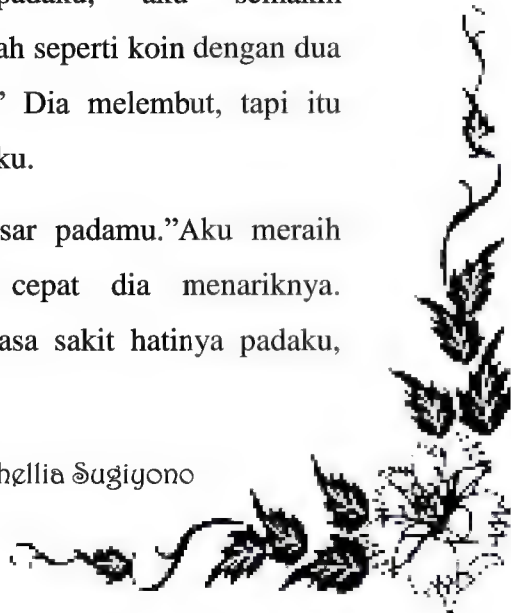 padaku, aku semakin
ah seperti koin dengan dua
” Dia melembut, tapi itu
ku.
sar padamu.”Aku meraih
cepat dia menariknya.
asa sakit hatinya padaku,
hellia Sugiyono